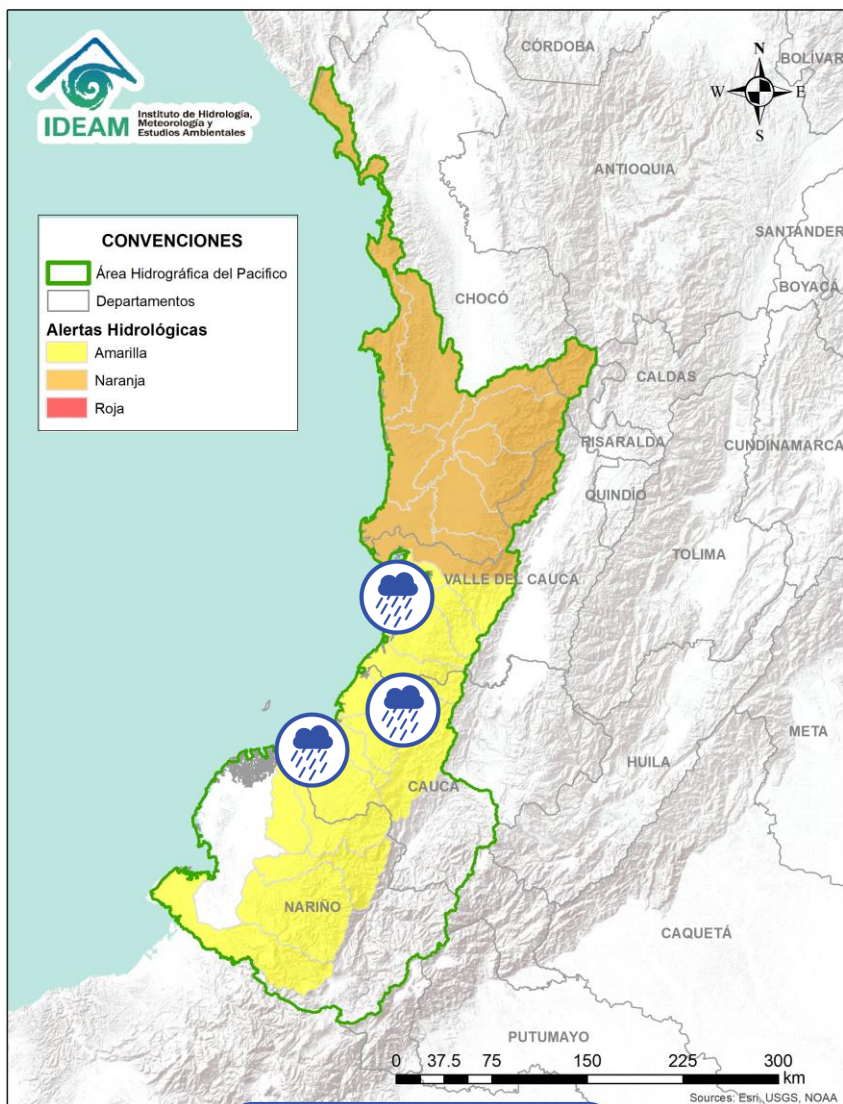 IDEAM
Instituto de Hidrología,
Meteorología y
Estudios Ambientales
CONVENCIONES
Área Hidrográfica del Pacifico
Departamentos
Alertas Hidrológicas
Amarilla
Naranja
Roja
N
W
E
S
CÓRDOBA
BOLÍVAR
ANTIOQUIA
SANTANDER
BOYACÁ
CHOCÓ
CALDAS
RISARALDA
CUNDINAMARCA
QUINDÍO
TOLIMA
VALLE DEL CAUCA
META
HUILA
CAUCA
NARIÑO
CAQUETÁ
PUTUMAYO
0 37.5 75 150 225 300
km
Sources: Esri, USGS, NOAA